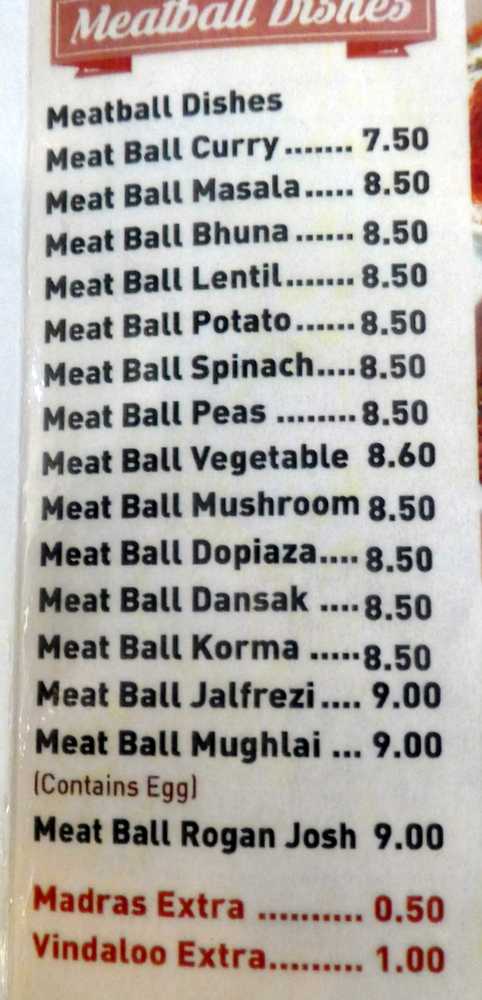 Meatball Dishes
Meatball Dishes
Meat Ball Curry....... 7.50
Meat Ball Masala..... 8.50
Meat Ball Bhuna ...... 8.50
Meat Ball Lentil....... 8.50
Meat Ball Potato...... 8.50
Meat Ball Spinach.... 8.50
Meat Ball Peas ........ 8.50
Meat Ball Vegetable 8.60
Meat Ball Mushroom 8.50
Meat Ball Dopiaza.... 8.50
Meat Ball Dansak .... 8.50
Meat Ball Korma ..... 8.50
Meat Ball Jalfrezi .... 9.00
Meat Ball Mughlai ... 9.00
(Contains Egg)
Meat Ball Rogan Josh 9.00
Madras Extra .......... 0.50
Vindaloo Extra......... 1.00